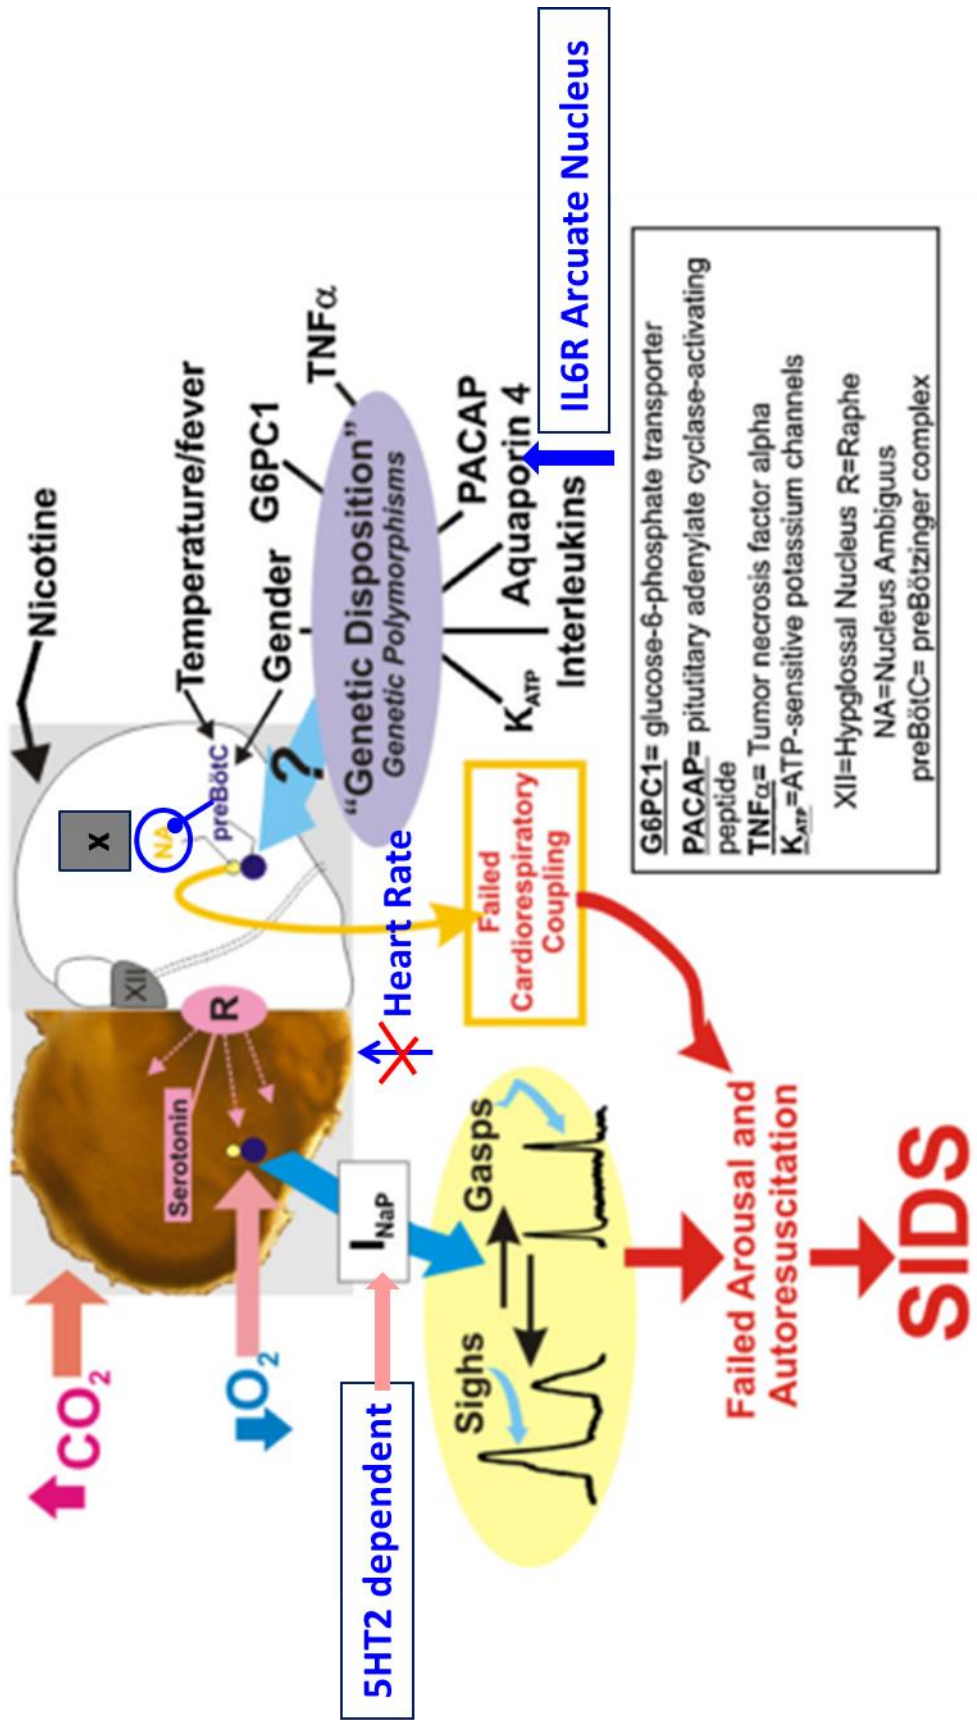 CO2
O2
5HT2 dependent
Serotonin
R
XII
X
NA
preBötC
Nicotine
Temperature/fever
Gender
G6PC1
TNFα
?
"Genetic Disposition"
Genetic Polymorphisms
KATP
Interleukins
Aquaporin 4
PACAP
IL6R Arcuate Nucleus
Heart Rate
INaP
Sighs
Gasps
Failed
Cardiorespiratory
Coupling
Failed Arousal and
Autoresuscitation
SIDS
G6PC1= glucose-6-phosphate transporter
PACAP= pitutitary adenylate cyclase-activating
peptide
TNFα= Tumor necrosis factor alpha
KATP=ATP-sensitive potassium channels
XII=Hypglossal Nucleus R=Raphe
NA=Nucleus Ambiguus
preBötC= preBötzinger complex